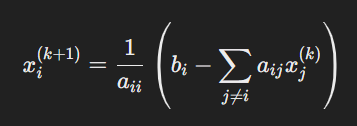 x_i^{(k+1)} = \frac{1}{a_{ii}} \left( b_i - \sum_{j \neq i} a_{ij} x_j^{(k)} \right)